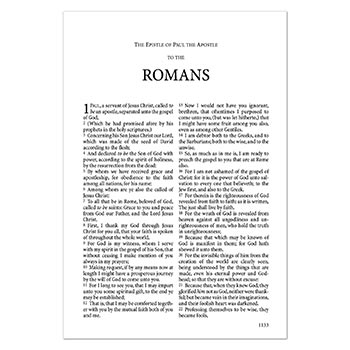 THE EPISTLE OF PAUL THE APOSTLE
TO THE
ROMANS
1 PAUL, a servant of Jesus Christ, called to
be an apostle, separated unto the gospel
of God,
2 (Which he had promised afore by his
prophets in the holy scriptures,)
3 Concerning his Son Jesus Christ our Lord,
which was made of the seed of David
according to the flesh;
4 And declared to be the Son of God with
power, according to the spirit of holiness,
by the resurrection from the dead:
5 By whom we have received grace and
apostleship, for obedience to the faith
among all nations, for his name:
6 Among whom are ye also the called of
Jesus Christ:
7 To all that be in Rome, beloved of God,
called to be saints: Grace to you and peace
from God our Father, and the Lord Jesus
Christ.
8 First, I thank my God through Jesus
Christ for you all, that your faith is spoken
of throughout the whole world.
9 For God is my witness, whom I serve
with my spirit in the gospel of his Son, that
without ceasing I make mention of you
always in my prayers;
10 Making request, if by any means now at
length I might have a prosperous journey
by the will of God to come unto you.
11 For I long to see you, that I may impart
unto you some spiritual gift, to the end ye
may be established;
12 That is, that I may be comforted togeth-
er with you by the mutual faith both of you
and me.
13 Now I would not have you ignorant,
brethren, that oftentimes I purposed to
come unto you, (but was let hitherto,) that
I might have some fruit among you also,
even as among other Gentiles.
14 I am debtor both to the Greeks, and to
the Barbarians; both to the wise, and to the
unwise.
15 So, as much as in me is, I am ready to
preach the gospel to you that are at Rome
also.
16 For I am not ashamed of the gospel of
Christ: for it is the power of God unto sal-
vation to every one that believeth; to the
Jew first, and also to the Greek.
17 For therein is the righteousness of God
revealed from faith to faith: as it is written,
The just shall live by faith.
18 For the wrath of God is revealed from
heaven against all ungodliness and un-
righteousness of men, who hold the truth
in unrighteousness;
19 Because that which may be known of
God is manifest in them; for God hath
shewed it unto them.
20 For the invisible things of him from the
creation of the world are clearly seen,
being understood by the things that are
made, even his eternal power and God-
head; so that they are without excuse:
21 Because that, when they knew God, they
glorified him not as God, neither were thank-
ful; but became vain in their imaginations,
and their foolish heart was darkened.
22 Professing themselves to be wise, they
became fools,
1133